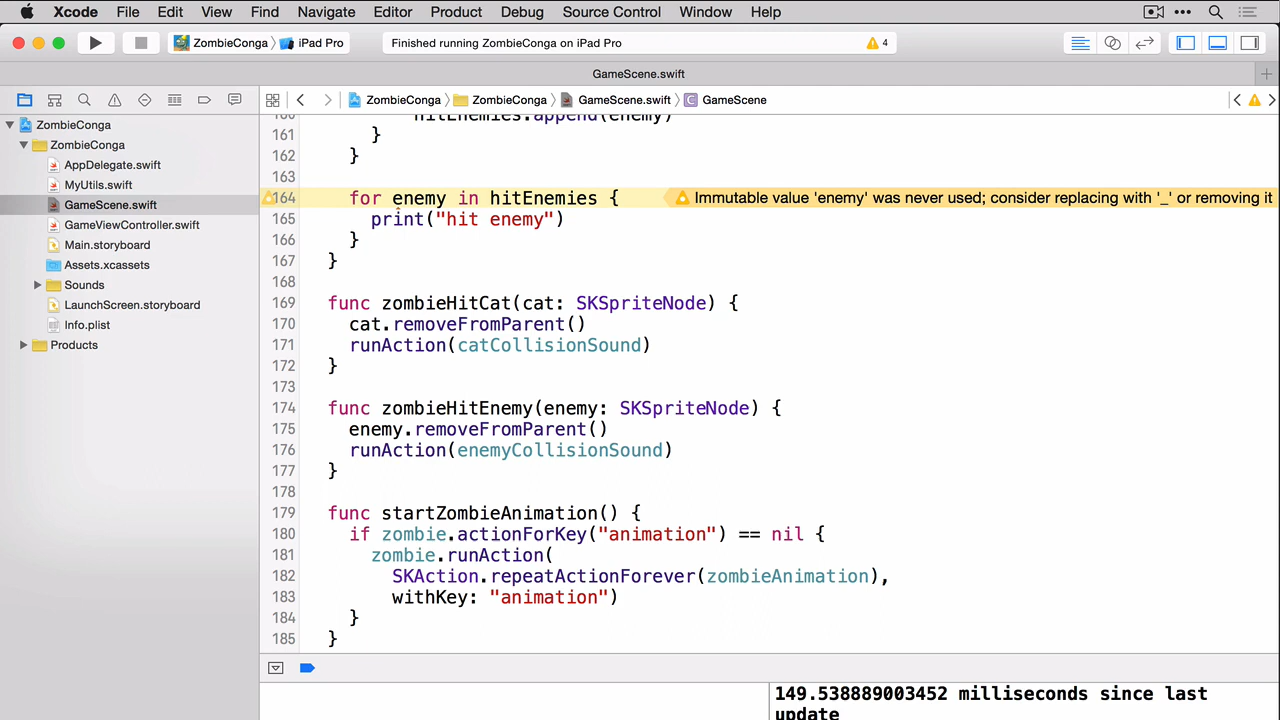 Xcode File Edit View Find Navigate Editor Product Debug Source Control Window Help
ZombieConga iPad Pro Finished running ZombieConga on iPad Pro 4
GameScene.swift
ZombieConga ZombieConga GameScene.swift C GameScene
ZombieConga
ZombieConga
AppDelegate.swift
MyUtils.swift
GameScene.swift
GameViewController.swift
Main.storyboard
Assets.xcassets
Sounds
LaunchScreen.storyboard
Info.plist
Products
160 hitEnemies.append(enemy)
161 }
162 }
163
164 for enemy in hitEnemies { Immutable value 'enemy' was never used; consider replacing with '_' or removing it
165 print("hit enemy")
166 }
167 }
168
169 func zombieHitCat(cat: SKSpriteNode) {
170 cat.removeFromParent()
171 runAction(catCollisionSound)
172 }
173
174 func zombieHitEnemy(enemy: SKSpriteNode) {
175 enemy.removeFromParent()
176 runAction(enemyCollisionSound)
177 }
178
179 func startZombieAnimation() {
180 if zombie.actionForKey("animation") == nil {
181 zombie.runAction(
182 SKAction.repeatActionForever(zombieAnimation),
183 withKey: "animation")
184 }
185 }
149.538889003452 milliseconds since last
update